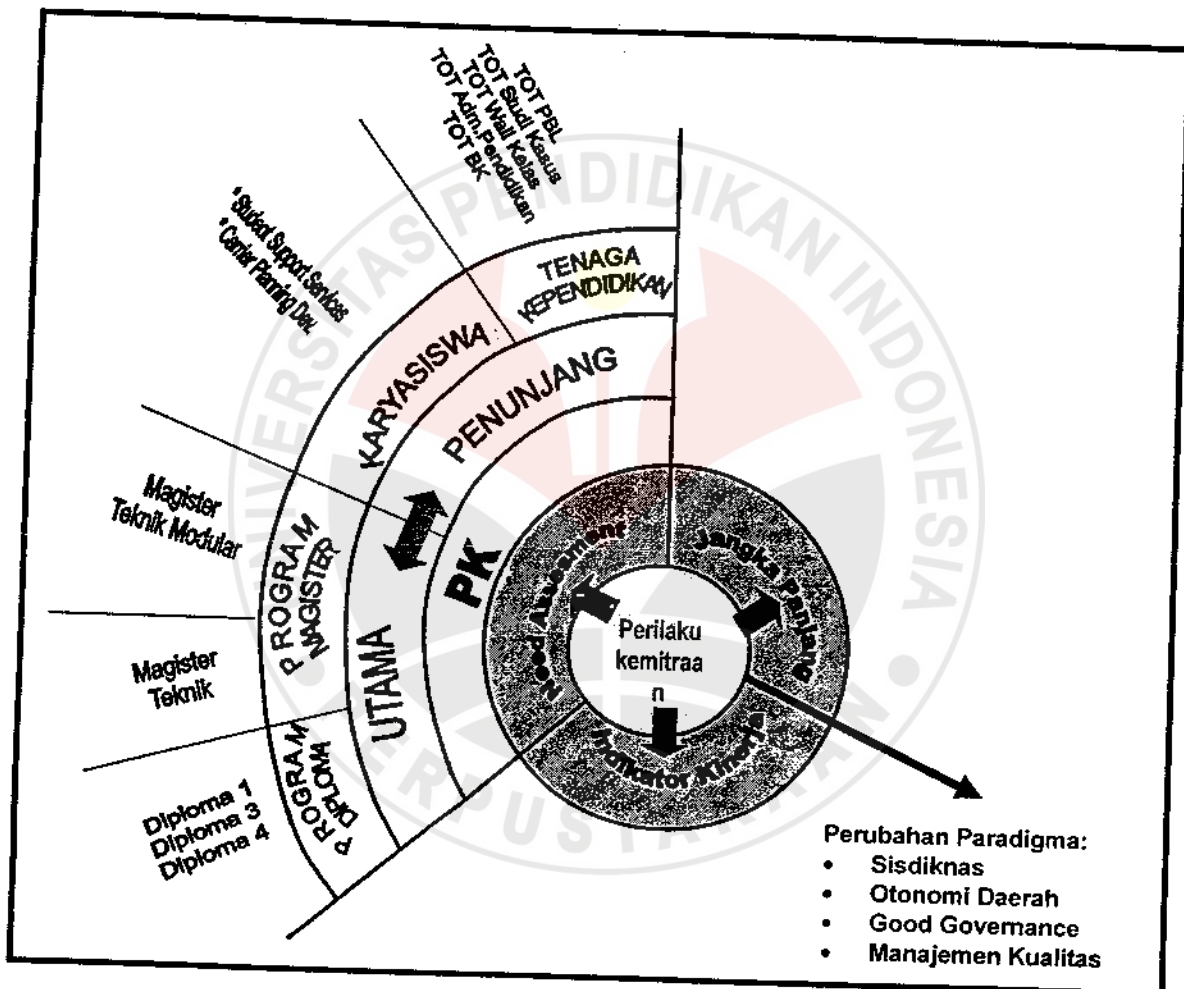 TOT PBL
TOT Studi Kasus
TOT Wali Kelas
TOT Adm.Pendidikan
TOT BK
* Student Support Services
* Carrier Planning Dev.
TENAGA
KEPENDIDIKAN
KARYASISWA
PENUNJANG
Magister
Teknik Modular
PROGRAM
MAGISTER
PK
UTAMA
Magister
Teknik
PROGRAM
DIPLOMA
Diploma 1
Diploma 3
Diploma 4
Need Assesment
Jangka Panjang
Indikator Kinerja
Perilaku
kemitraa
n
Perubahan Paradigma:
• Sisdiknas
• Otonomi Daerah
• Good Governance
• Manajemen Kualitas
UNIVERSITAS PENDIDIKAN INDONESIA
PERPUSTAKAAN